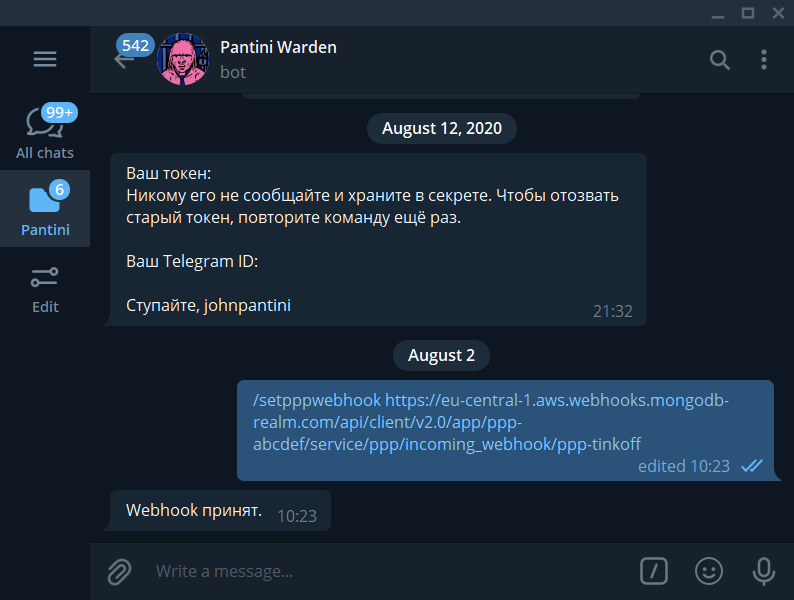 542
Pantini Warden
bot
99+
All chats
6
Pantini
Edit
August 12, 2020
Ваш токен:
Никому его не сообщайте и храните в секрете. Чтобы отозвать
старый токен, повторите команду ещё раз.
Ваш Telegram ID:
Ступайте, johnpantini
21:32
August 2
/setpppwebhook https://eu-central-1.aws.webhooks.mongodb-
realm.com/api/client/v2.0/app/ppp-
abcdef/service/ppp/incoming_webhook/ppp-tinkoff
edited 10:23
Webhook принят.
10:23
Write a message...